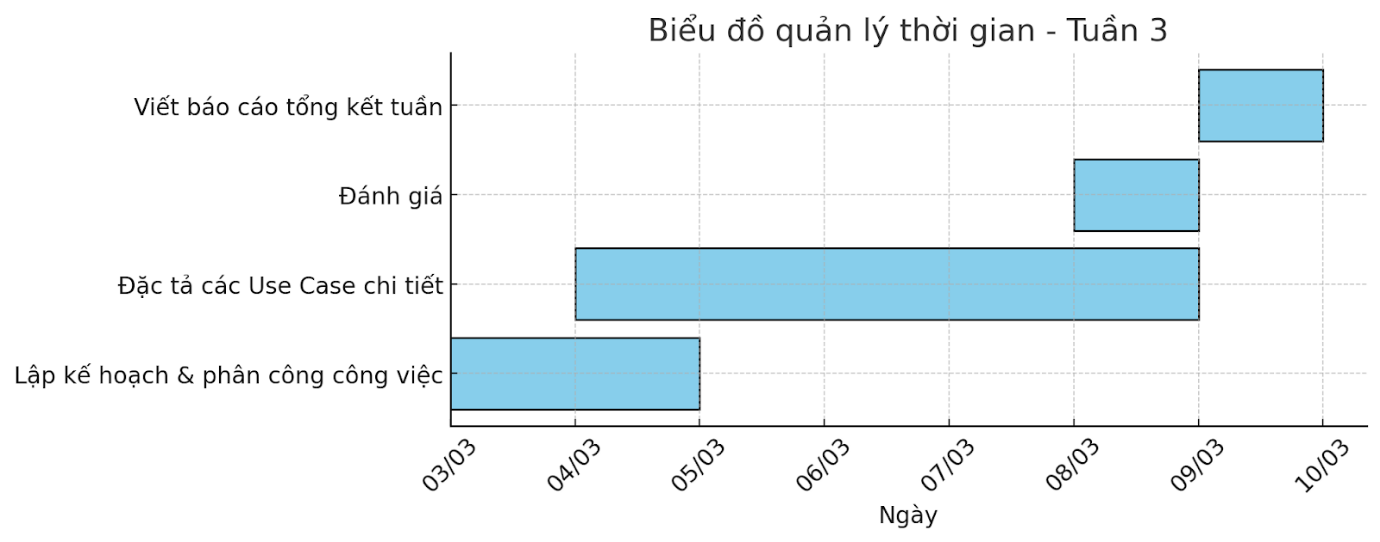 Biểu đồ quản lý thời gian - Tuần 3
Viết báo cáo tổng kết tuần
Đánh giá
Đặc tả các Use Case chi tiết
Lập kế hoạch & phân công công việc
03/03
04/03
05/03
06/03
07/03
08/03
09/03
10/03
Ngày